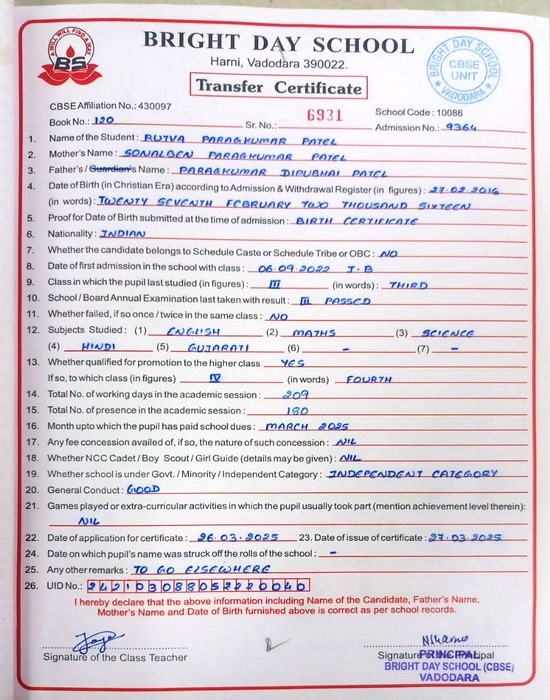 A WILL WILL FIND A WAY
BS
BRIGHT DAY SCHOOL
Harni, Vadodara 390022.
Transfer Certificate
BRIGHT DAY SCHOOL
CBSE
UNIT
VADODARA
CBSE Affiliation No.: 430097
School Code : 10086
Book No.: 120 Sr. No.: 6931 Admission No.: 9364
1. Name of the Student : RUTVA PARAGKUMAR PATEL
2. Mother's Name : SONALBEN PARAGKUMAR PATEL
3. Father's / Guardian's Name : PARAGKUMAR DIPUBHAI PATEL
4. Date of Birth (in Christian Era) according to Admission & Withdrawal Register (in figures) : 27.02.2016
(in words) : TWENTY SEVENTH FEBRUARY TWO THOUSAND SIXTEEN
5. Proof for Date of Birth submitted at the time of admission : BIRTH CERTIFICATE
6. Nationality : INDIAN
7. Whether the candidate belongs to Schedule Caste or Schedule Tribe or OBC : NO
8. Date of first admission in the school with class : 06.09.2022 I-B
9. Class in which the pupil last studied (in figures) : III (in words) : THIRD
10. School / Board Annual Examination last taken with result : III PASSED
11. Whether failed, if so once / twice in the same class : NO
12. Subjects Studied : (1) ENGLISH (2) MATHS (3) SCIENCE
(4) HINDI (5) GUJARATI (6) - (7) -
13. Whether qualified for promotion to the higher class YES
If so, to which class (in figures) IV (in words) FOURTH
14. Total No. of working days in the academic session : 209
15. Total No. of presence in the academic session : 180
16. Month upto which the pupil has paid school dues : MARCH 2025
17. Any fee concession availed of, if so, the nature of such concession : NIL
18. Whether NCC Cadet / Boy Scout / Girl Guide (details may be given) : NIL
19. Whether school is under Govt. / Minority / Independent Category : INDEPENDENT CATEGORY
20. General Conduct : GOOD
21. Games played or extra-curricular activities in which the pupil usually took part (mention achievement level therein):
NIL
22. Date of application for certificate : 26.03.2025 23. Date of issue of certificate : 27.03.2025
24. Date on which pupil's name was struck off the rolls of the school : -
25. Any other remarks : TO GO ELSEWHERE
26. UID No.: 242103088052220040
I hereby declare that the above information including Name of the Candidate, Father's Name,
Mother's Name and Date of Birth furnished above is correct as per school records.
Signature of the Class Teacher
Signature of the Principal
PRINCIPAL
BRIGHT DAY SCHOOL (CBSE)
VADODARA